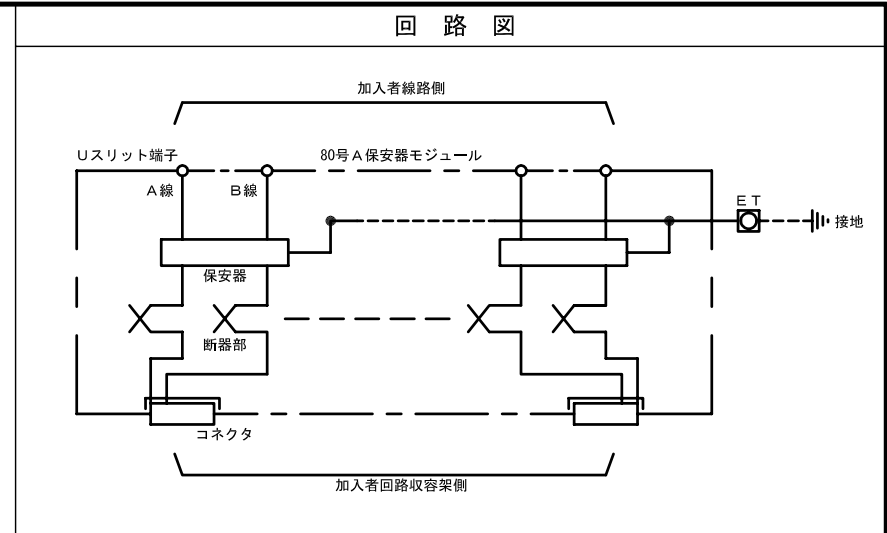 回 路 図
加入者線路側
Uスリット端子
80号A保安器モジュール
A線
B線
ET
接地
保安器
断器部
コネクタ
加入者回路収容架側